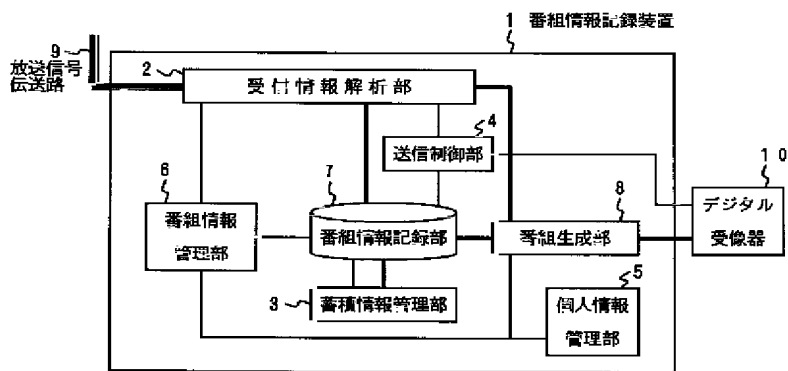 1 番組情報記録装置
9
放送信号
伝送路
2
受信情報解析部
4
送信制御部
10
デジタル
受像器
6
番組情報
管理部
7
番組情報記録部
8
番組生成部
3
蓄積情報管理部
5
個人情報
管理部